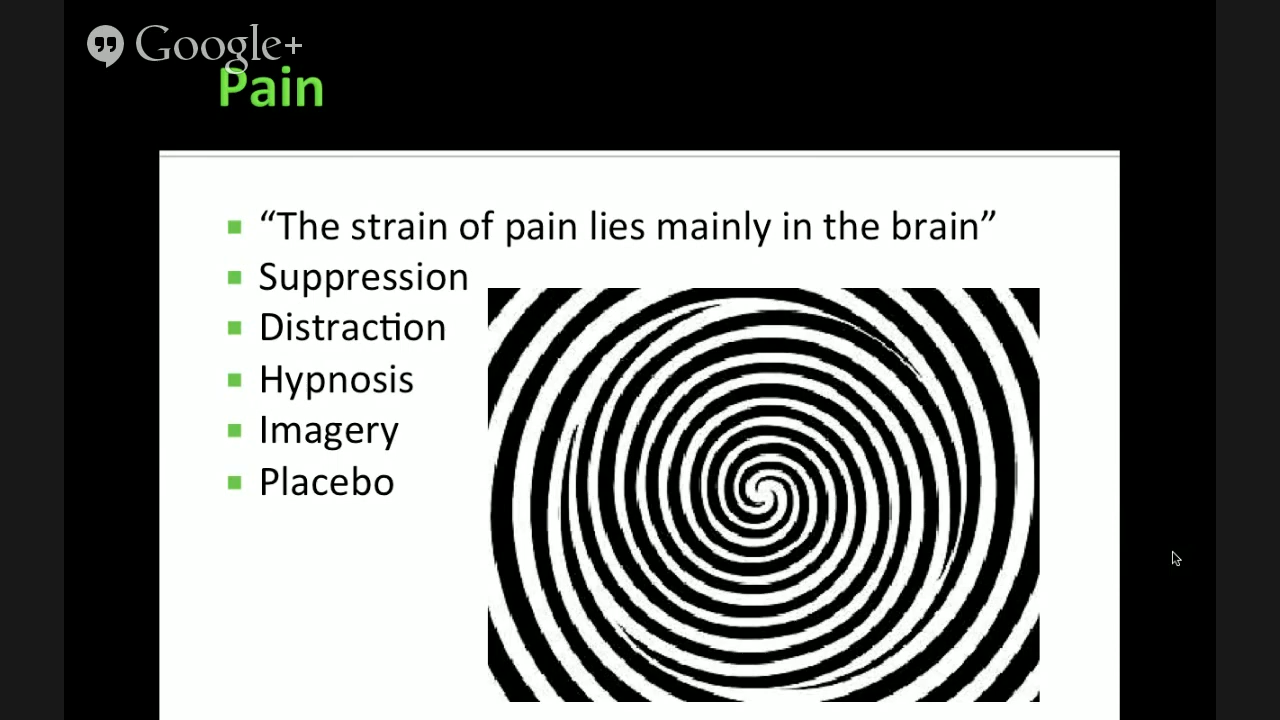 Google+
Pain
“The strain of pain lies mainly in the brain”
Suppression
Distraction
Hypnosis
Imagery
Placebo